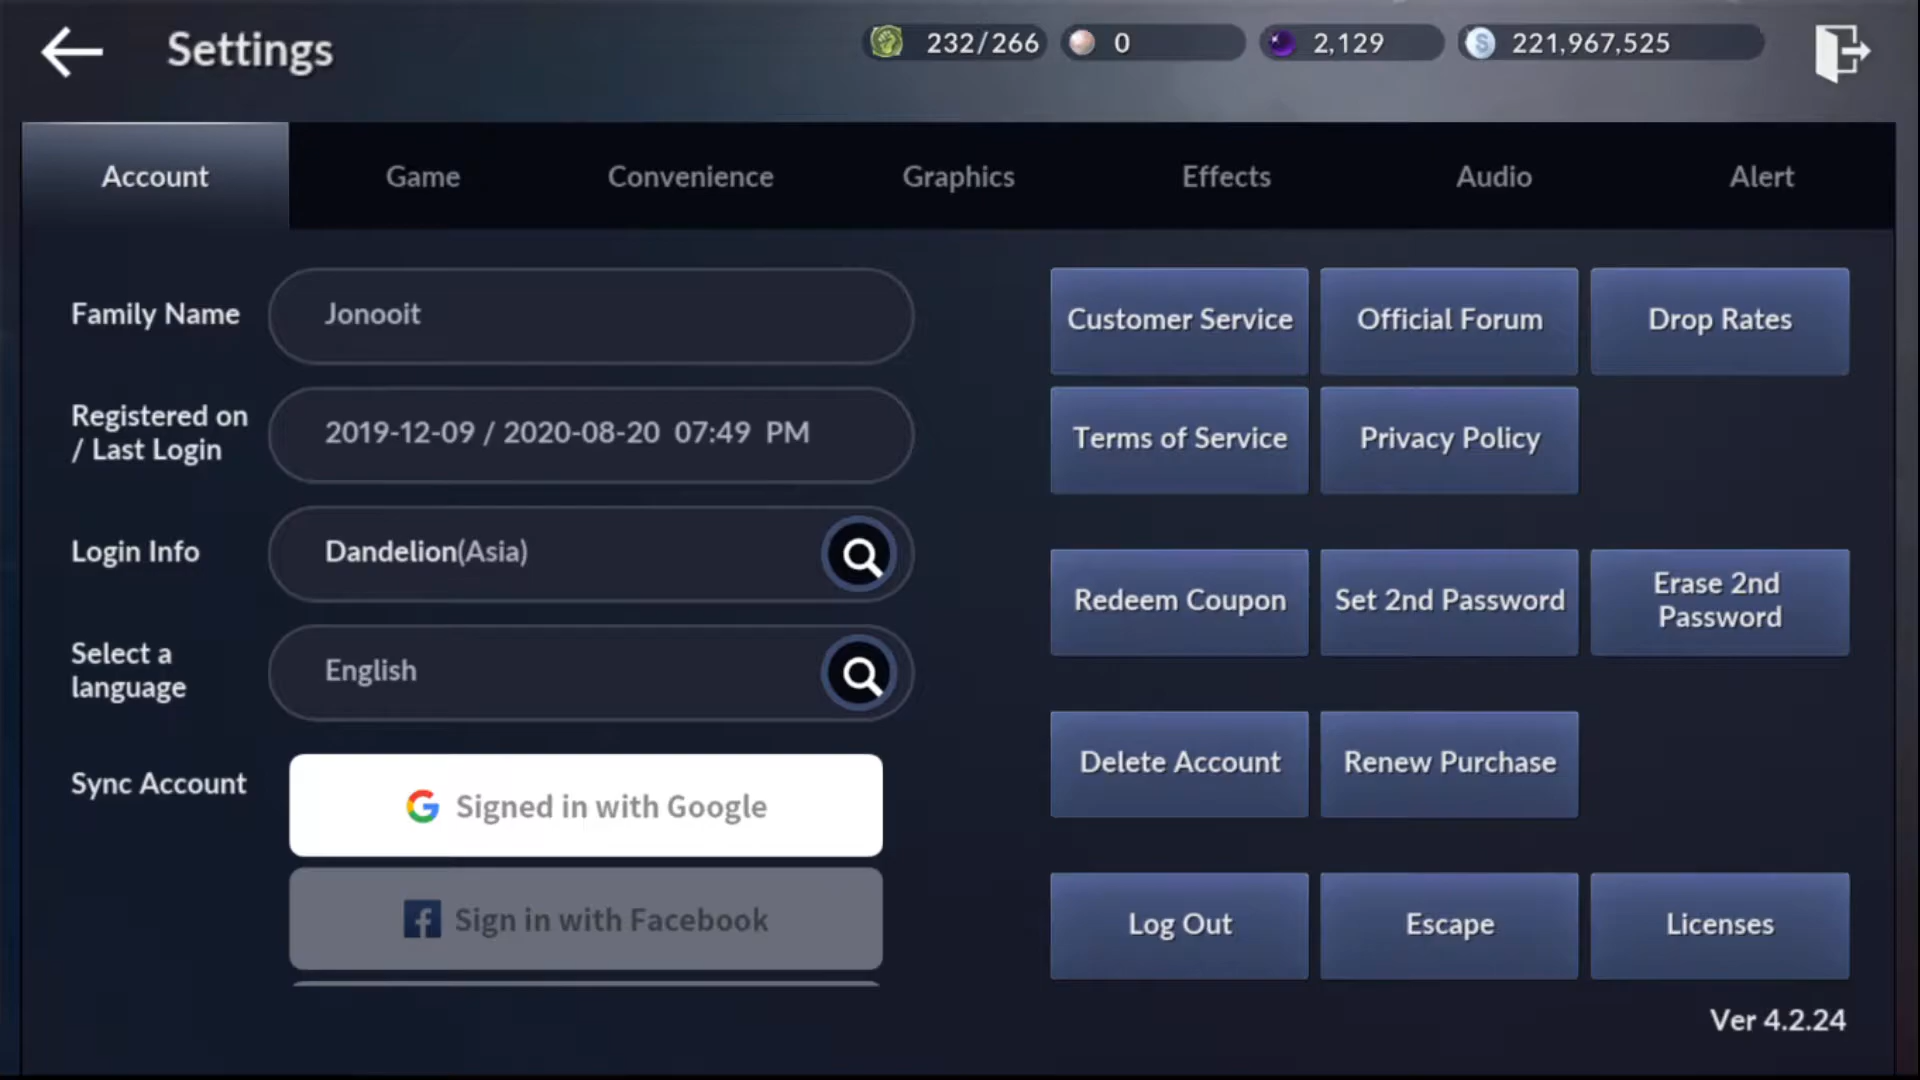 Settings
232/266
0
2,129
221,967,525
Account
Game
Convenience
Graphics
Effects
Audio
Alert
Family Name
Jonooit
Registered on
/ Last Login
2019-12-09 / 2020-08-20 07:49 PM
Login Info
Dandelion(Asia)
Select a
language
English
Sync Account
Signed in with Google
Sign in with Facebook
Customer Service
Official Forum
Drop Rates
Terms of Service
Privacy Policy
Redeem Coupon
Set 2nd Password
Erase 2nd
Password
Delete Account
Renew Purchase
Log Out
Escape
Licenses
Ver 4.2.24